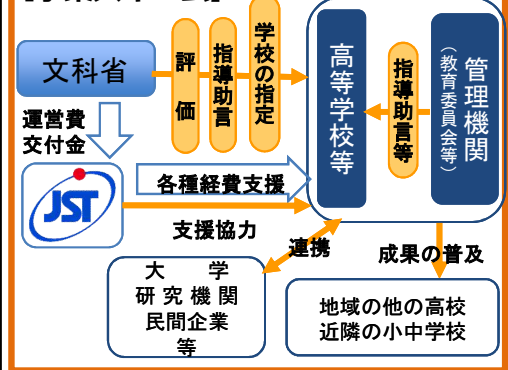 文科省
評価
指導助言
学校の指定
高等学校等
指導助言等
管理機関
(教育委員会等)
運営費
交付金
JST
各種経費支援
支援協力
連携
成果の普及
大　学
研究機関
民間企業
等
地域の他の高校
近隣の小中学校